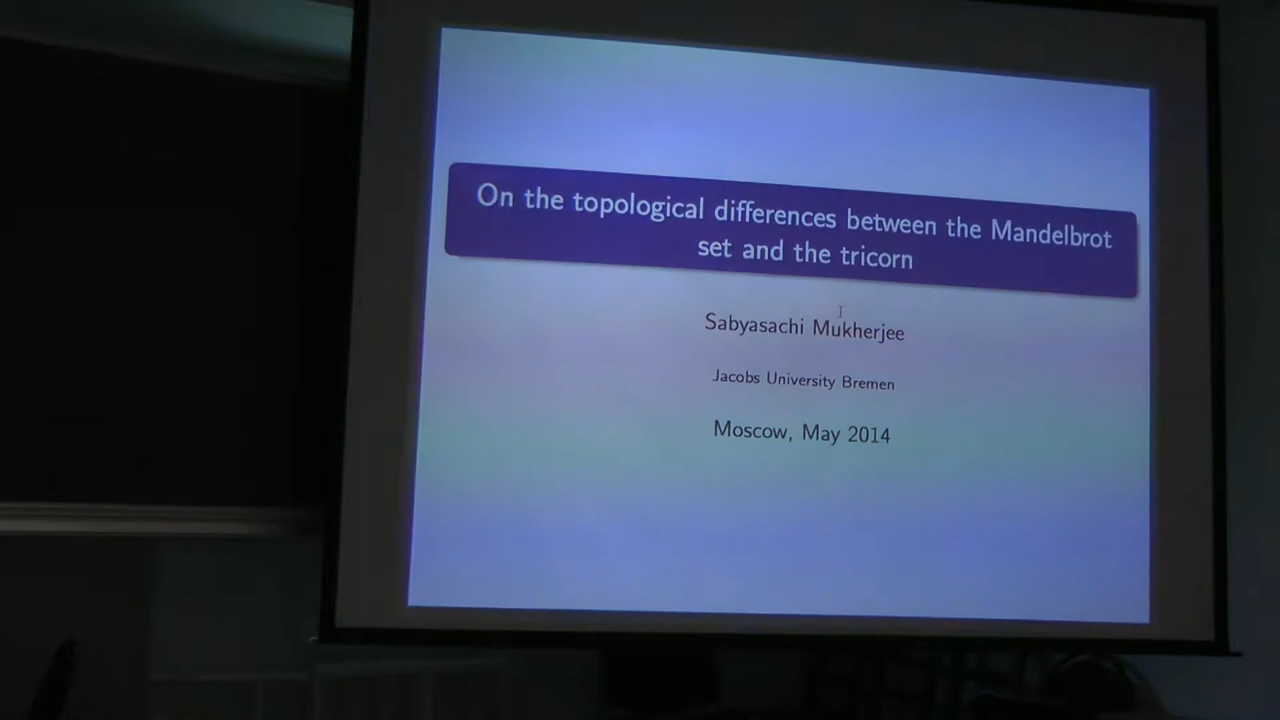 On the topological differences between the Mandelbrot
set and the tricorn
Sabyasachi Mukherjee
Jacobs University Bremen
Moscow, May 2014